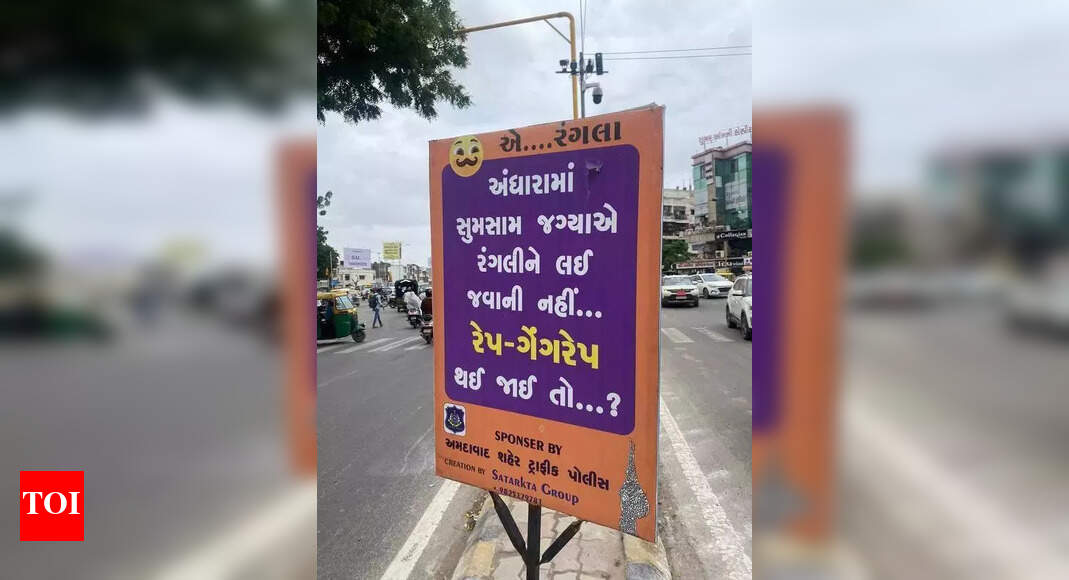 એ....રંગલા
અંધારામાં
સુમસામ જગ્યાએ
રંગલીને લઈ
જવાની નહીં...
રેપ-ગેંગરેપ
થઈ જાઈ તો...?
SPONSER BY
અમદાવાદ શહેર ટ્રાફીક પોલીસ
CREATION BY SATARKTA GROUP
TOI